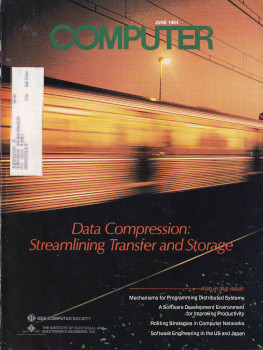 JUNE 1984
COMPUTER
Data Compression:
Streamlining Transfer and Storage
Also in this issue:
Mechanisms for Programming Distributed Systems
A Software Development Environment
for Improving Productivity
Routing Strategies in Computer Networks
Software Engineering in the US and Japan
IEEE COMPUTER SOCIETY
THE INSTITUTE OF ELECTRICAL AND
ELECTRONICS ENGINEERS, INC.